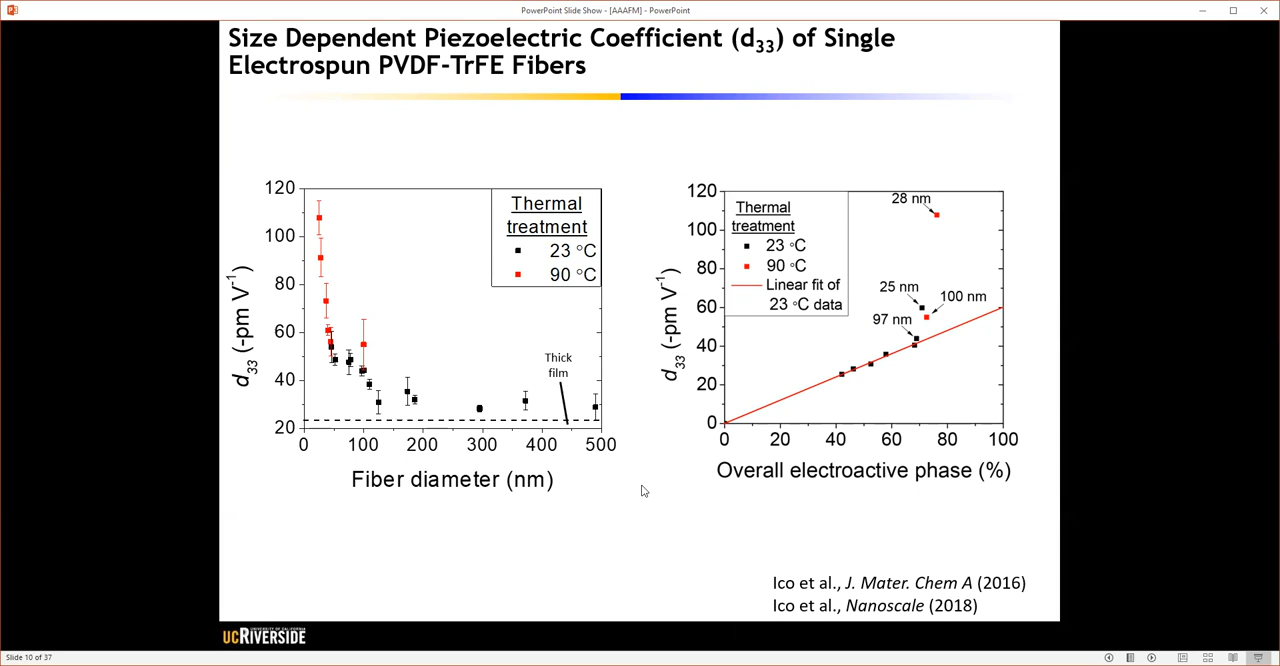 PowerPoint Slide Show - [AAAFM] - PowerPoint
Size Dependent Piezoelectric Coefficient (d33) of Single
Electrospun PVDF-TrFE Fibers
120
100
80
60
40
20
d33 (-pm V-1)
Thermal
treatment
23 °C
90 °C
Thick
film
0 100 200 300 400 500
Fiber diameter (nm)
120
100
80
60
40
20
0
d33 (-pm V-1)
Thermal
treatment
23 °C
90 °C
Linear fit of
23 °C data
28 nm
25 nm
100 nm
97 nm
0 20 40 60 80 100
Overall electroactive phase (%)
Ico et al., J. Mater. Chem A (2016)
Ico et al., Nanoscale (2018)
UNIVERSITY OF CALIFORNIA
UCRIVERSIDE
Slide 10 of 37